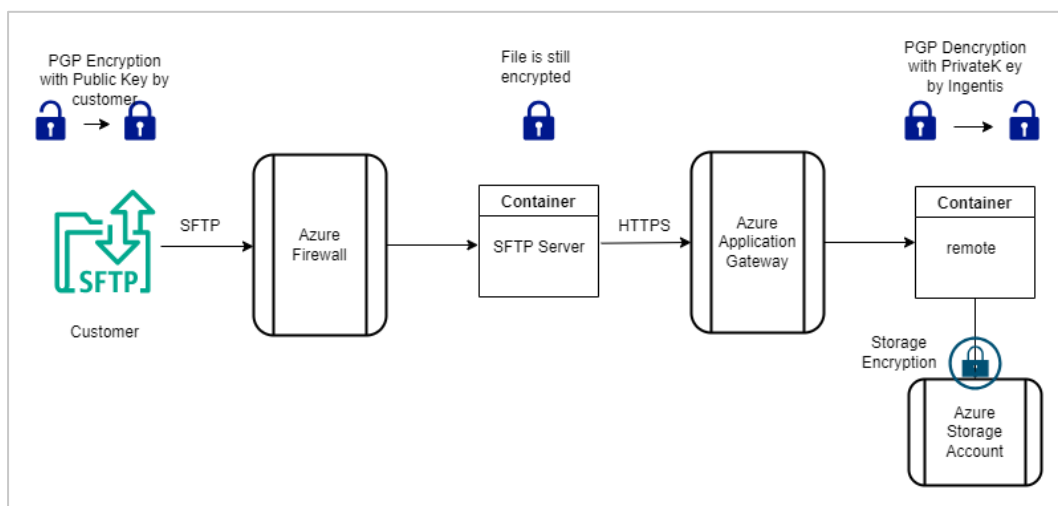 PGP Encryption
with Public Key by
customer
File is still
encrypted
PGP Dencryption
with PrivateK ey
by Ingentis
SFTP
Customer
SFTP
Azure
Firewall
Container
SFTP Server
HTTPS
Azure
Application
Gateway
Container
remote
Storage
Encryption
Azure
Storage
Account